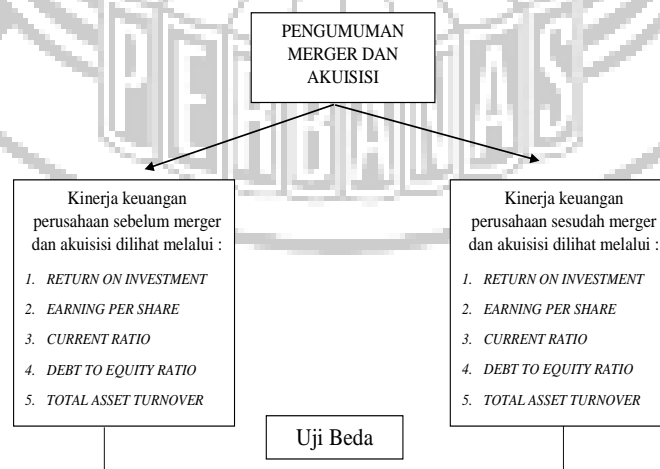 PENGUMUMAN
MERGER DAN
AKUISISI
Kinerja keuangan
perusahaan sebelum merger
dan akuisisi dilihat melalui :
1. RETURN ON INVESTMENT
2. EARNING PER SHARE
3. CURRENT RATIO
4. DEBT TO EQUITY RATIO
5. TOTAL ASSET TURNOVER
Kinerja keuangan
perusahaan sesudah merger
dan akuisisi dilihat melalui :
1. RETURN ON INVESTMENT
2. EARNING PER SHARE
3. CURRENT RATIO
4. DEBT TO EQUITY RATIO
5. TOTAL ASSET TURNOVER
Uji Beda
PERBANAS